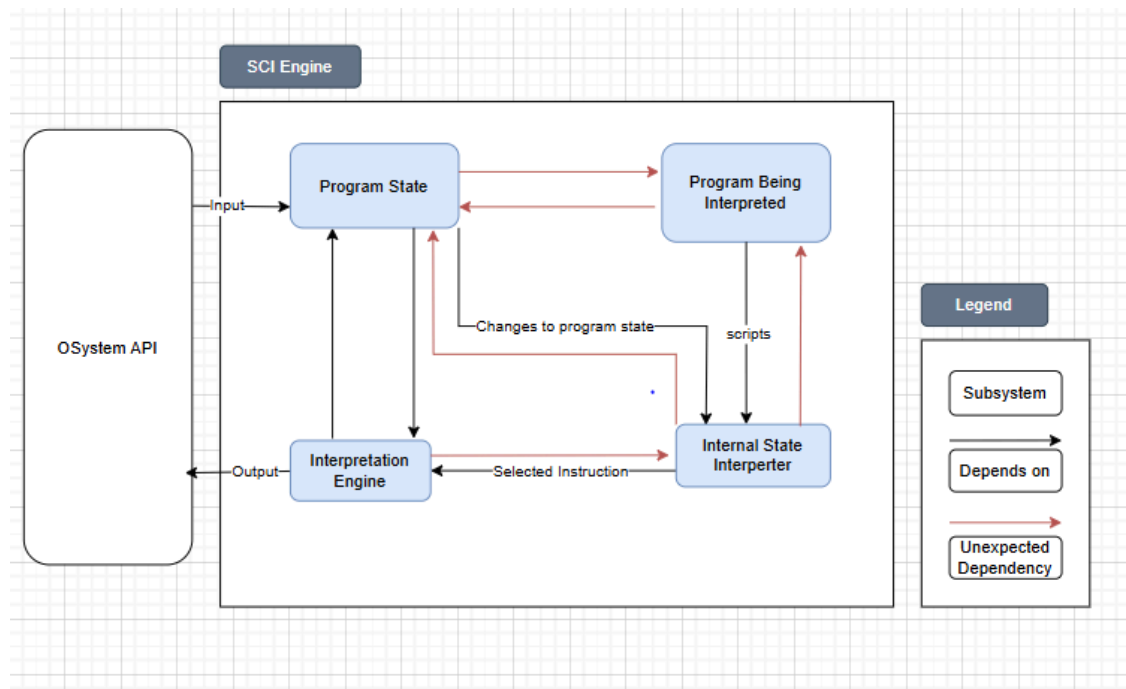 SCI Engine
Program State
Program Being
Interpreted
Input
OSystem API
Changes to program state
scripts
Interpretation
Engine
Internal State
Interperter
Output
Selected Instruction
Legend
Subsystem
Depends on
Unexpected
Dependency